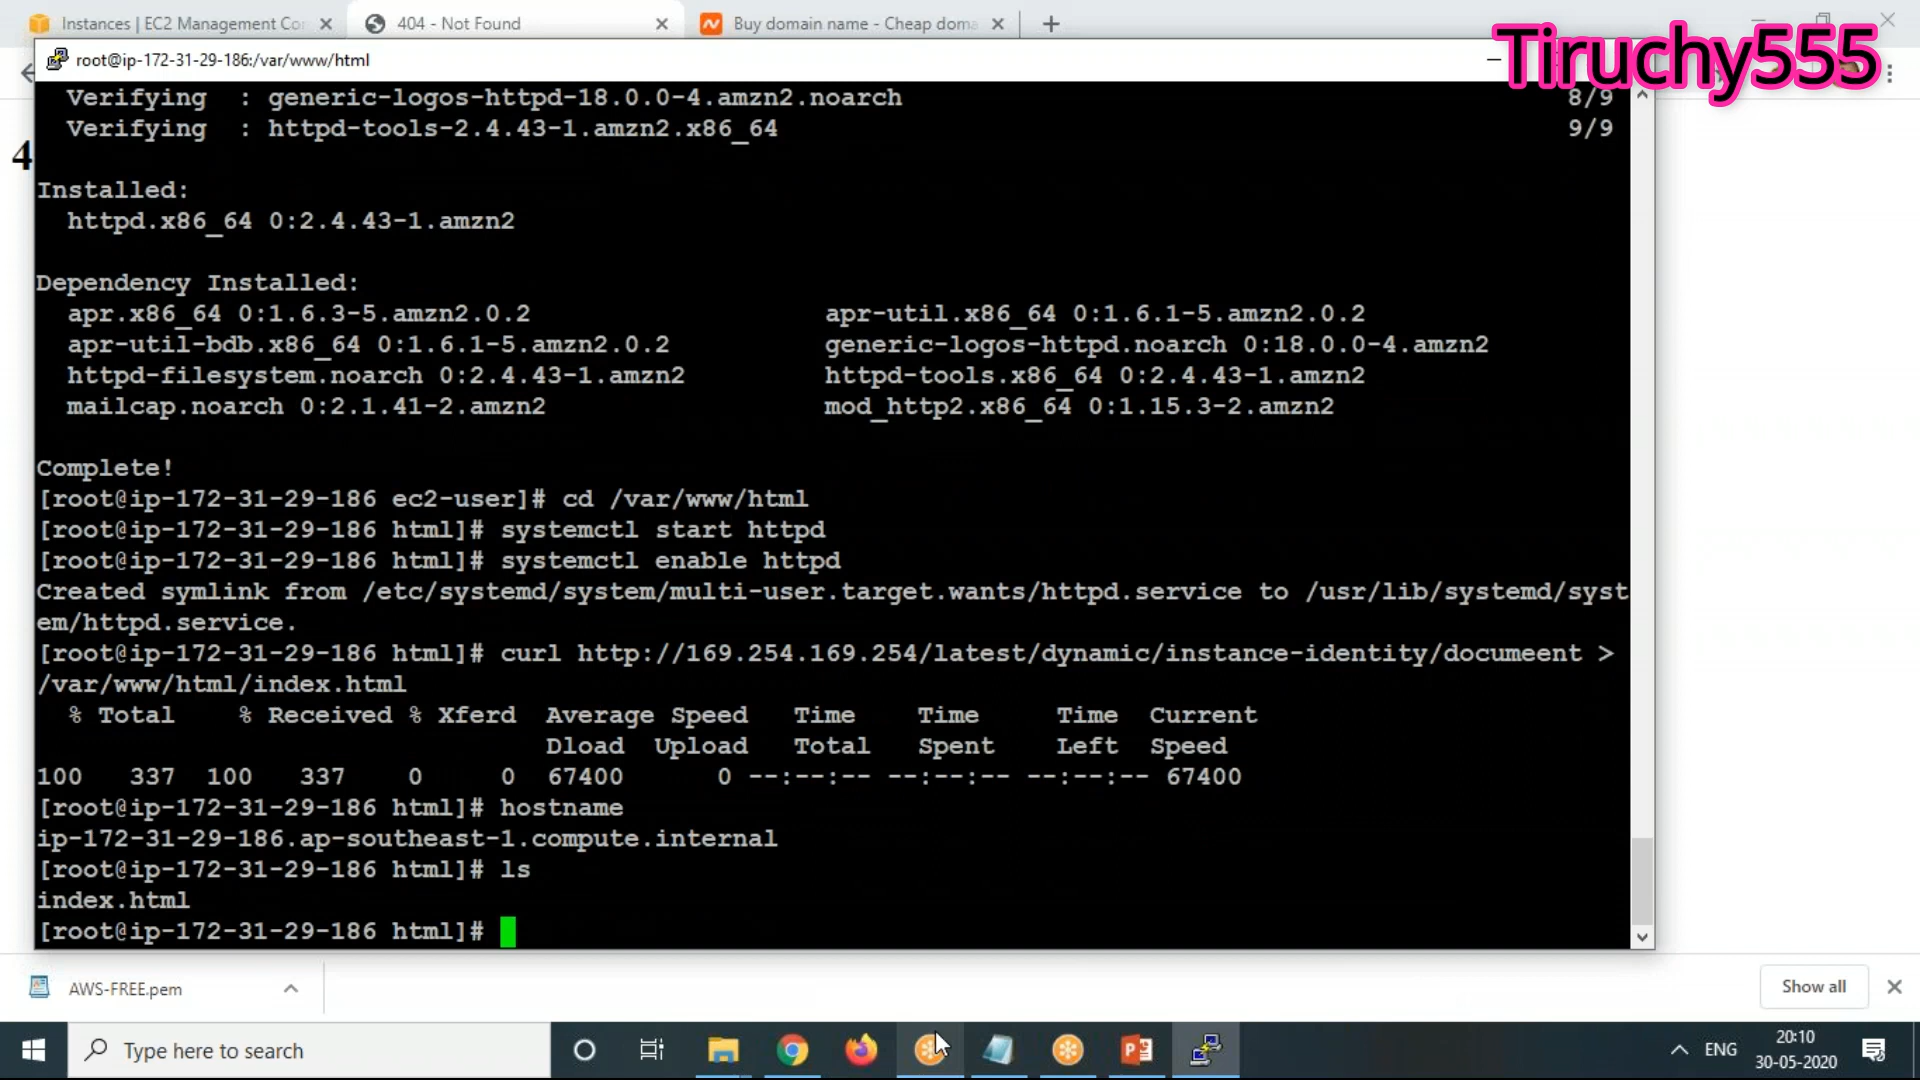 Instances | EC2 Management Con
404 - Not Found
Buy domain name - Cheap doma
Tiruchy555
root@ip-172-31-29-186:/var/www/html
4
Verifying : generic-logos-httpd-18.0.0-4.amzn2.noarch 8/9
Verifying : httpd-tools-2.4.43-1.amzn2.x86_64 9/9
Installed:
httpd.x86_64 0:2.4.43-1.amzn2
Dependency Installed:
apr.x86_64 0:1.6.3-5.amzn2.0.2 apr-util.x86_64 0:1.6.1-5.amzn2.0.2
apr-util-bdb.x86_64 0:1.6.1-5.amzn2.0.2 generic-logos-httpd.noarch 0:18.0.0-4.amzn2
httpd-filesystem.noarch 0:2.4.43-1.amzn2 httpd-tools.x86_64 0:2.4.43-1.amzn2
mailcap.noarch 0:2.1.41-2.amzn2 mod_http2.x86_64 0:1.15.3-2.amzn2
Complete!
[root@ip-172-31-29-186 ec2-user]# cd /var/www/html
[root@ip-172-31-29-186 html]# systemctl start httpd
[root@ip-172-31-29-186 html]# systemctl enable httpd
Created symlink from /etc/systemd/system/multi-user.target.wants/httpd.service to /usr/lib/systemd/syst
em/httpd.service.
[root@ip-172-31-29-186 html]# curl http://169.254.169.254/latest/dynamic/instance-identity/documeent >
/var/www/html/index.html
% Total % Received % Xferd Average Speed Time Time Time Current
Dload Upload Total Spent Left Speed
100 337 100 337 0 0 67400 0 --:--:-- --:--:-- --:--:-- 67400
[root@ip-172-31-29-186 html]# hostname
ip-172-31-29-186.ap-southeast-1.compute.internal
[root@ip-172-31-29-186 html]# ls
index.html
[root@ip-172-31-29-186 html]#
AWS-FREE.pem
Show all
Type here to search
ENG
20:10
30-05-2020